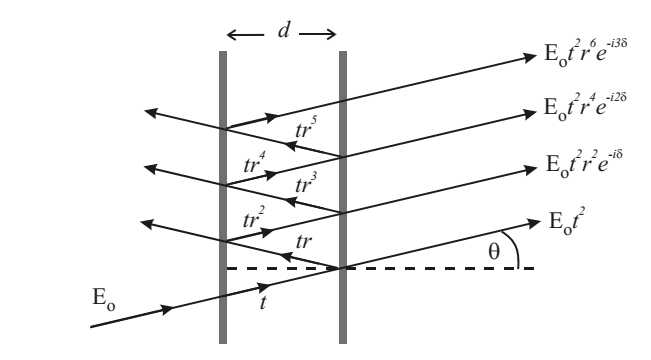 d
E₀t²r⁶e⁻ⁱ³ᵟ
tr⁵
E₀t²r⁴e⁻ⁱ²ᵟ
tr⁴
tr³
E₀t²r²e⁻ⁱᵟ
tr²
tr
E₀t²
θ
E₀
t